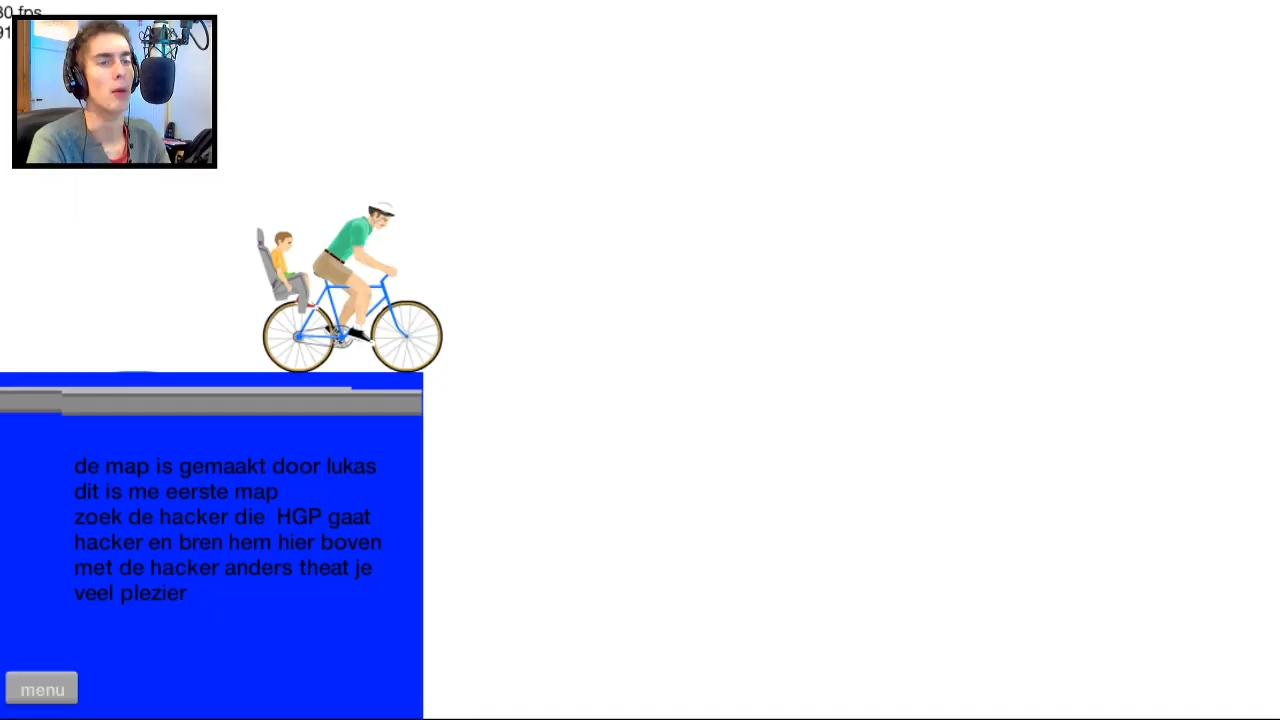 30 fps
91
de map is gemaakt door lukas
dit is me eerste map
zoek de hacker die  HGP gaat
hacker en bren hem hier boven
met de hacker anders theat je
veel plezier
menu